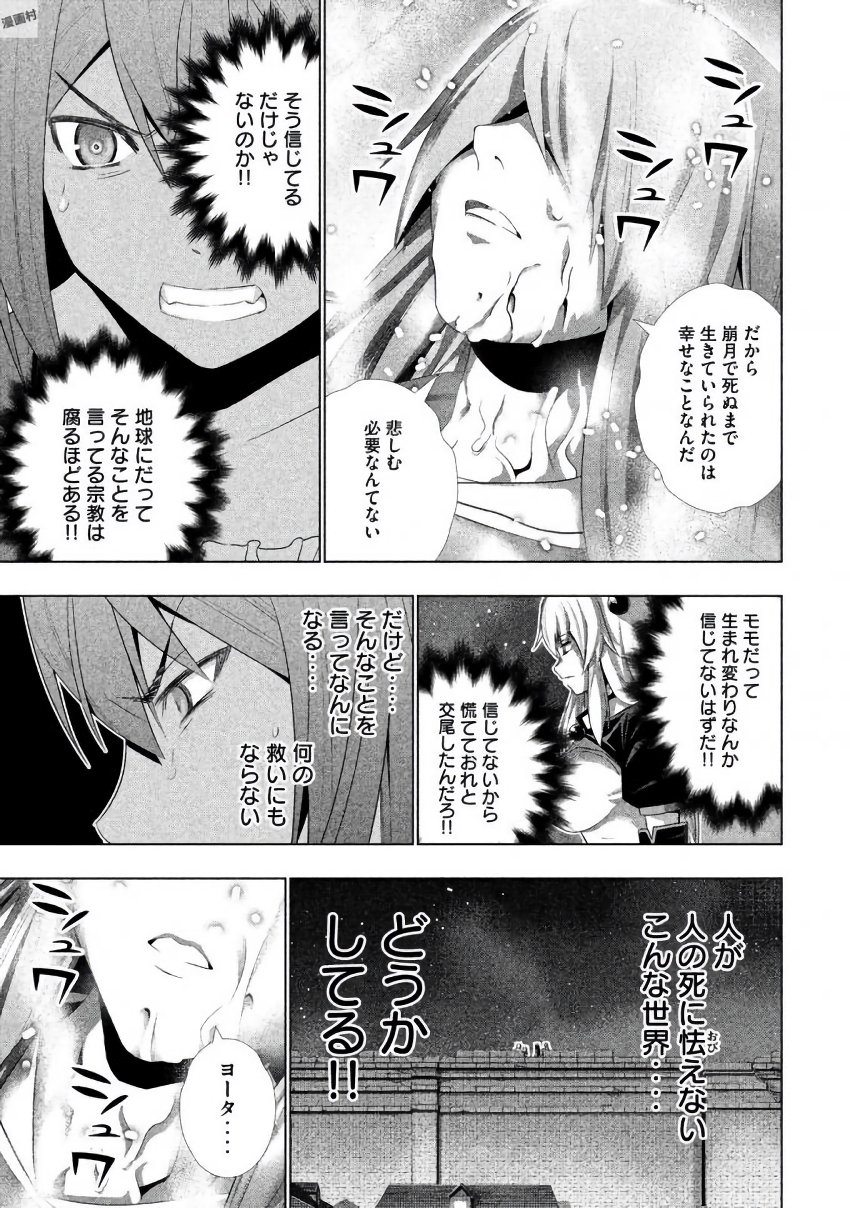 漫画村
シュワ
シュワ
だから
崩月で死ぬまで
生きていられたのは
幸せなことなんだ
悲しむ
必要なんてない
そう信じてる
だけじゃ
ないのか!!
地球にだって
そんなことを
言ってる宗教は
腐るほどある!!
モモだって
生まれ変わりなんか
信じてないはずだ!!
信じてないから
慌てておれと
交尾したんだろ!!
だけど‥‥
そんなことを
言ってなんに
なる‥‥
何の
救いにも
ならない
人が
人の死に怯えない
おび
こんな世界‥‥
どうか
してる!!
シュワ
シュワ
ヨータ
‥‥